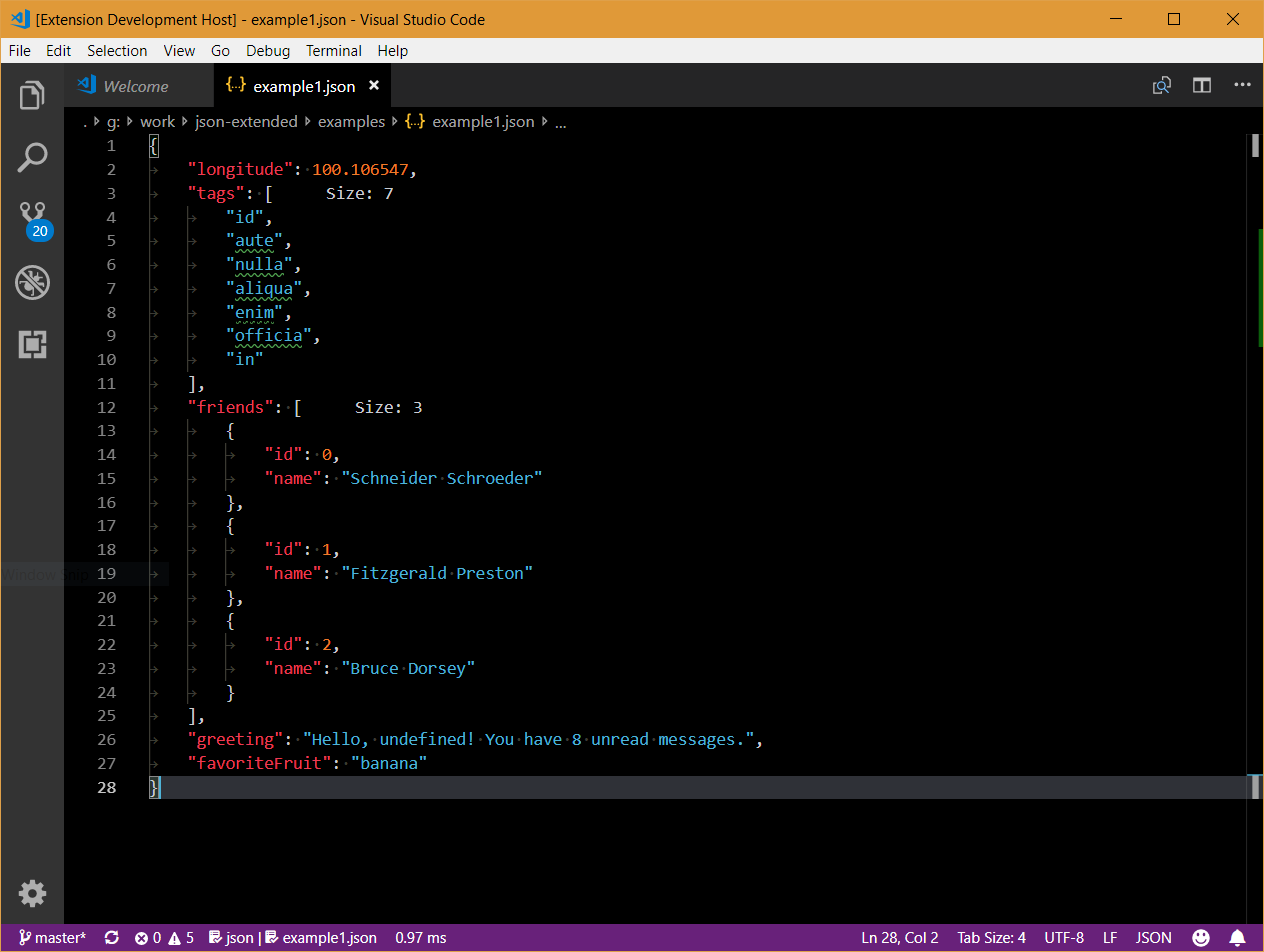 [Extension Development Host] - example1.json - Visual Studio Code
File Edit Selection View Go Debug Terminal Help
Welcome {..} example1.json
. g: work json-extended examples {..} example1.json ...
1 {
2 "longitude": 100.106547,
3 "tags": [ Size: 7
4 "id",
5 "aute",
6 "nulla",
7 "aliqua",
8 "enim",
9 "officia",
10 "in"
11 ],
12 "friends": [ Size: 3
13 {
14 "id": 0,
15 "name": "Schneider Schroeder"
16 },
17 {
18 "id": 1,
Window Snip
19 "name": "Fitzgerald Preston"
20 },
21 {
22 "id": 2,
23 "name": "Bruce Dorsey"
24 }
25 ],
26 "greeting": "Hello, undefined! You have 8 unread messages.",
27 "favoriteFruit": "banana"
28 }
20
master* 0 5 json | example1.json 0.97 ms Ln 28, Col 2 Tab Size: 4 UTF-8 LF JSON